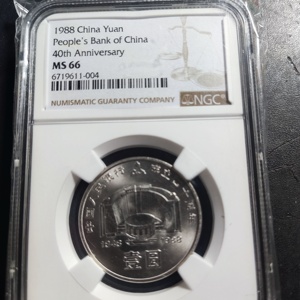 1988 China Yuan
People's Bank of China
40th Anniversary
MS 66
6719611-004
NUMISMATIC GUARANTY COMPANY
NGC
1948 1988
壹圆